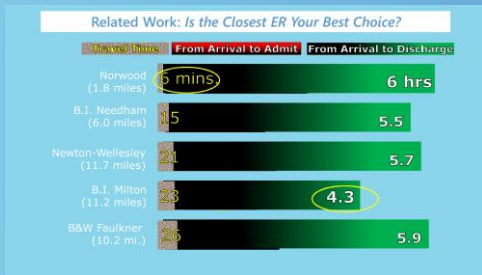 Related Work: Is the Closest ER Your Best Choice?
Travel Time From Arrival to Admit From Arrival to Discharge
Norwood
(1.8 miles)
6 mins. 6 hrs
B.I. Needham
(6.0 miles)
15 5.5
Newton-Wellesley
(11.7 miles)
21 5.7
B.I. Milton
(11.2 miles)
23 4.3
B&W Faulkner
(10.2 mi.)
26 5.9